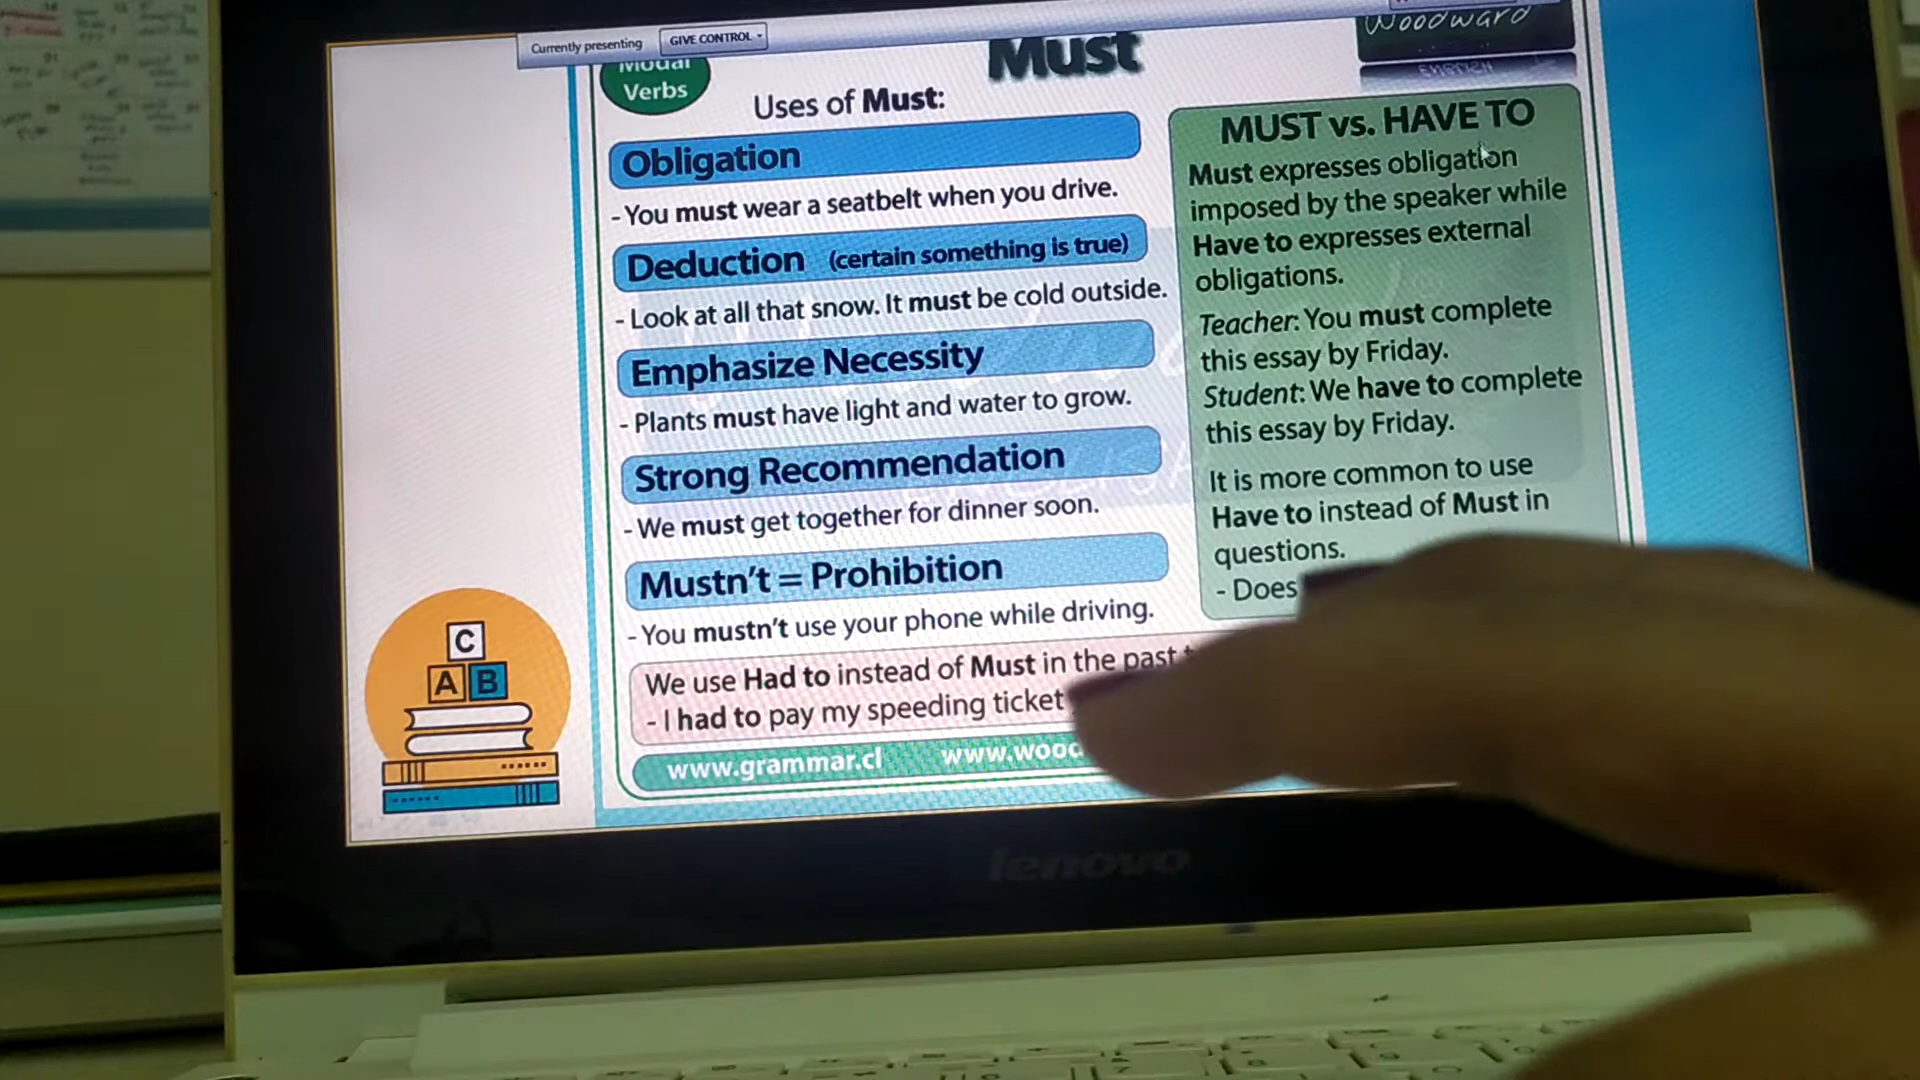 Currently presenting
GIVE CONTROL
Woodward
ENGLISH
Modal
Verbs
Must
Uses of Must:
Obligation
- You must wear a seatbelt when you drive.
Deduction (certain something is true)
- Look at all that snow. It must be cold outside.
Emphasize Necessity
- Plants must have light and water to grow.
Strong Recommendation
- We must get together for dinner soon.
Mustn't = Prohibition
- You mustn't use your phone while driving.
We use Had to instead of Must in the past
- I had to pay my speeding ticket
www.grammar.cl www.wood
MUST vs. HAVE TO
Must expresses obligation
imposed by the speaker while
Have to expresses external
obligations.
Teacher: You must complete
this essay by Friday.
Student: We have to complete
this essay by Friday.
It is more common to use
Have to instead of Must in
questions.
- Does
C
A B
lenovo